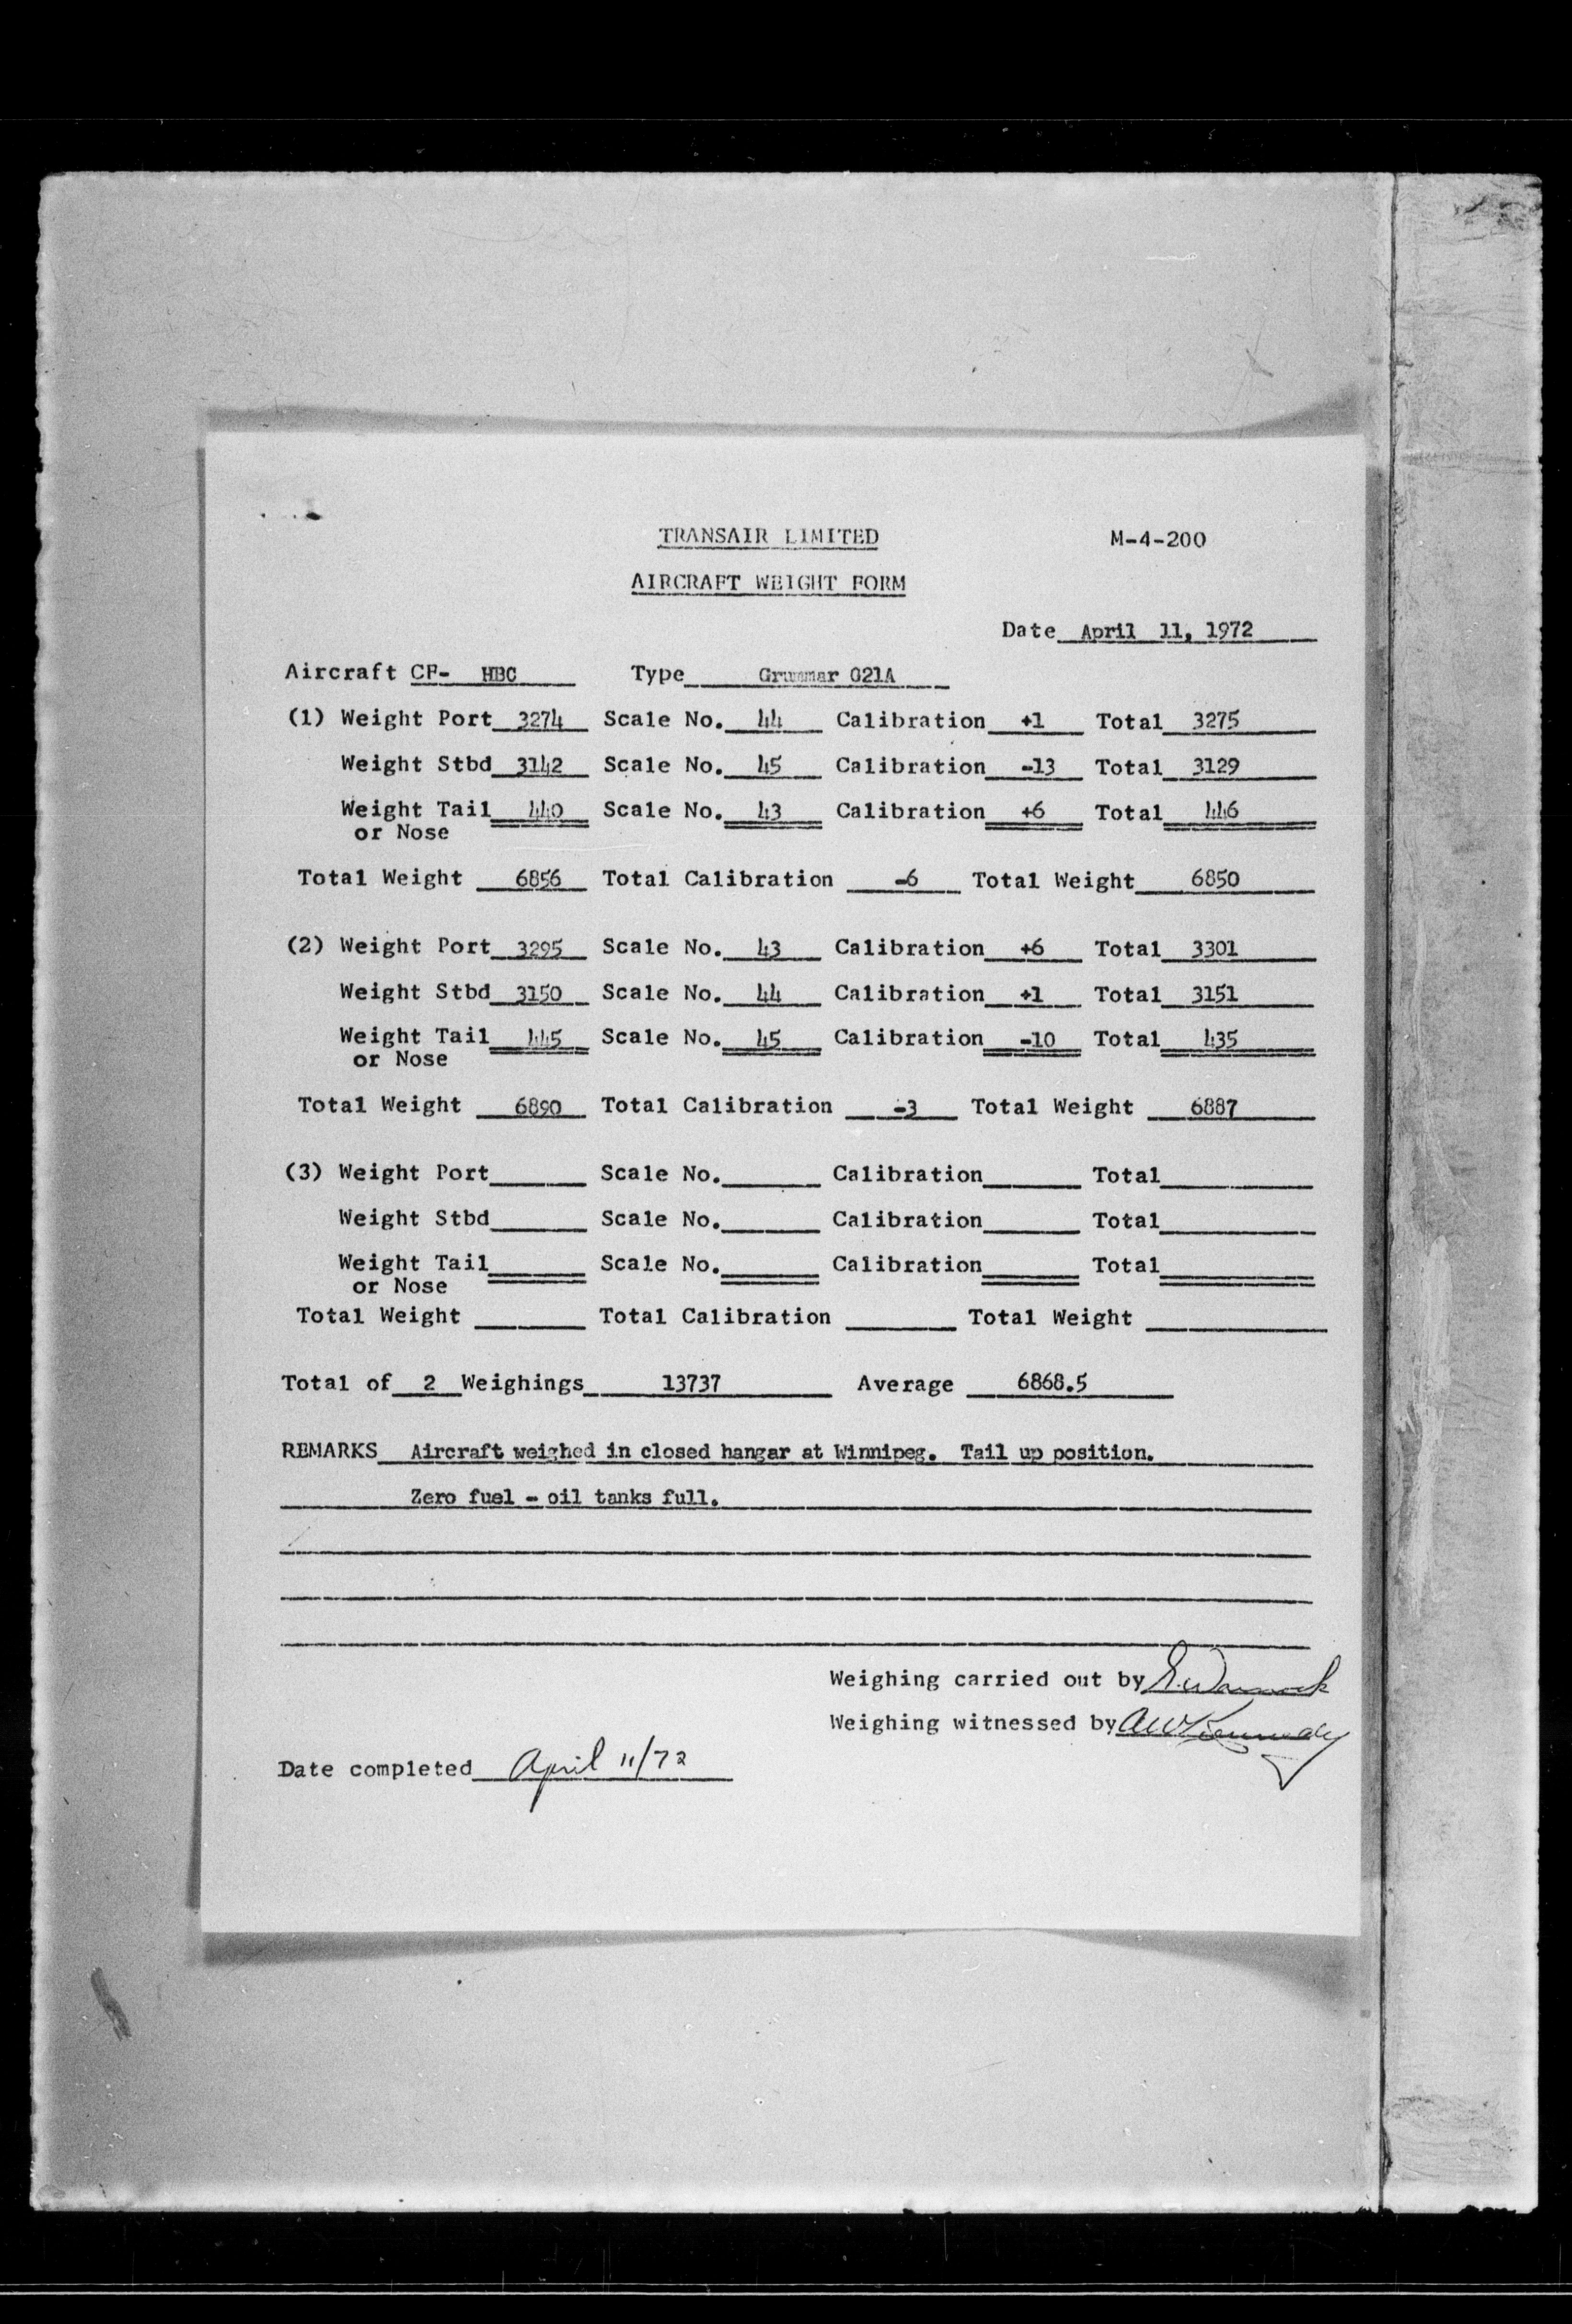 TRANSAIR LIMITED M-4-200
AIRCRAFT WEIGHT FORM
Date April 11, 1972
Aircraft CF- HBC Type Grummar G21A
(1) Weight Port 3274 Scale No. 44 Calibration +1 Total 3275
Weight Stbd 3142 Scale No. 45 Calibration -13 Total 3129
Weight Tail 440 Scale No. 43 Calibration +6 Total 446
or Nose
Total Weight 6856 Total Calibration -6 Total Weight 6850
(2) Weight Port 3295 Scale No. 43 Calibration +6 Total 3301
Weight Stbd 3150 Scale No. 44 Calibration +1 Total 3151
Weight Tail 445 Scale No. 45 Calibration -10 Total 435
or Nose
Total Weight 6890 Total Calibration -3 Total Weight 6887
(3) Weight Port Scale No. Calibration Total
Weight Stbd Scale No. Calibration Total
Weight Tail Scale No. Calibration Total
or Nose
Total Weight Total Calibration Total Weight
Total of 2 Weighings 13737 Average 6868.5
REMARKS Aircraft weighed in closed hangar at Winnipeg. Tail up position.
Zero fuel - oil tanks full.
Weighing carried out by
Weighing witnessed by AW Kennedy
Date completed April 11/72